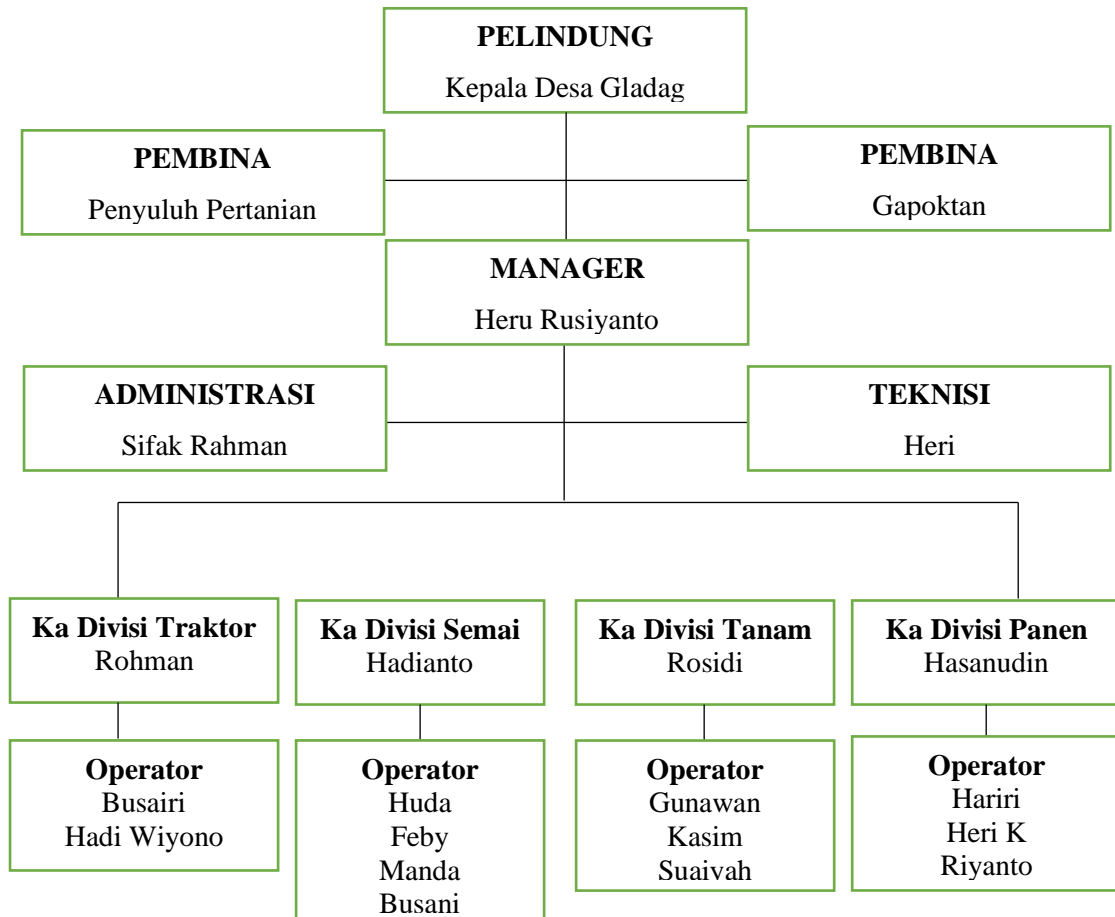 PELINDUNG
Kepala Desa Gladag
PEMBINA
Penyuluh Pertanian
PEMBINA
Gapoktan
MANAGER
Heru Rusiyanto
ADMINISTRASI
Sifak Rahman
TEKNISI
Heri
Ka Divisi Traktor
Rohman
Ka Divisi Semai
Hadianto
Ka Divisi Tanam
Rosidi
Ka Divisi Panen
Hasanudin
Operator
Busairi
Hadi Wiyono
Operator
Huda
Feby
Manda
Busani
Operator
Gunawan
Kasim
Suaivah
Operator
Hariri
Heri K
Riyanto